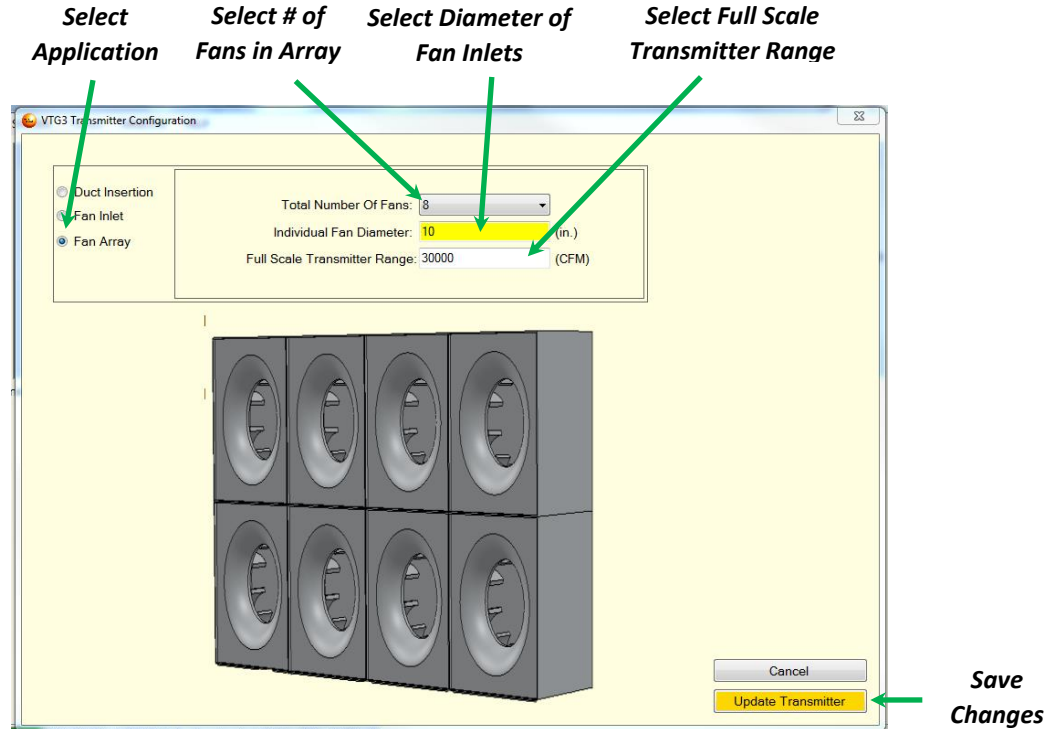 Select
Application
Select # of
Fans in Array
Select Diameter of
Fan Inlets
Select Full Scale
Transmitter Range
VTG3 Transmitter Configuration
Duct Insertion
Fan Inlet
Fan Array
Total Number Of Fans: 8
Individual Fan Diameter: 10 (in.)
Full Scale Transmitter Range: 30000 (CFM)
Cancel
Update Transmitter
Save
Changes